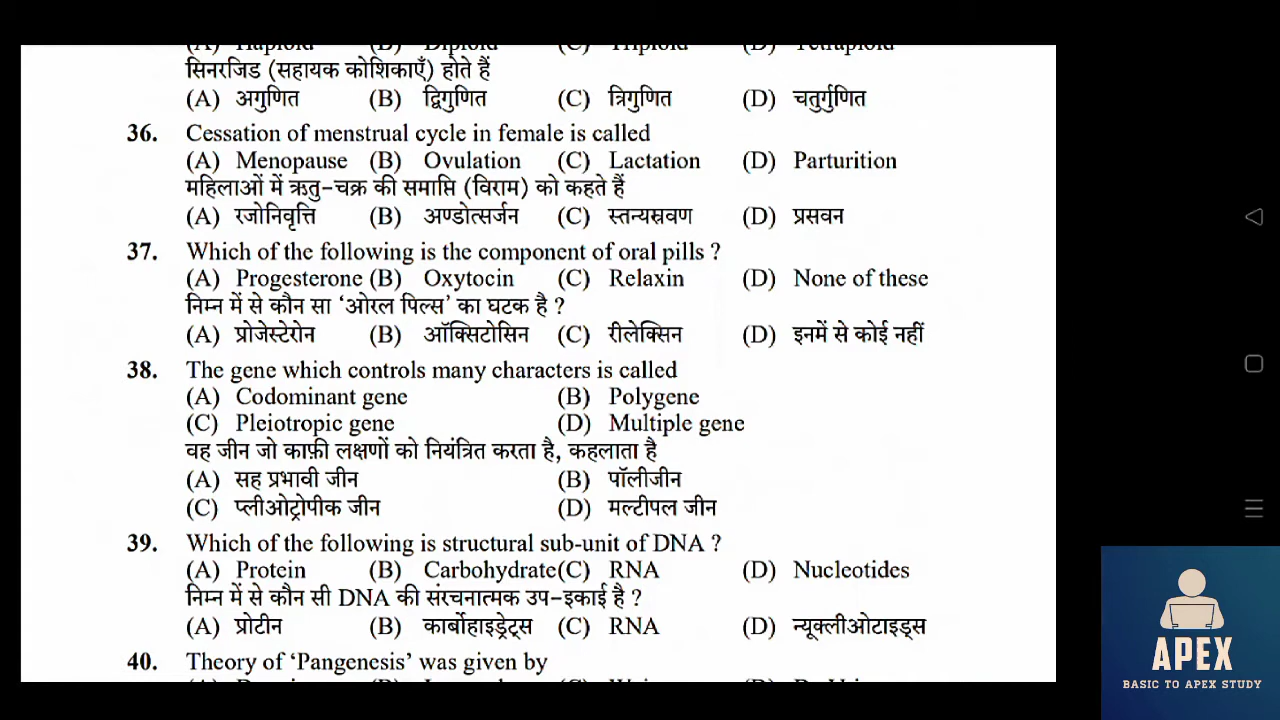 (A) Haploid (B) Diploid (C) Triploid (D) Tetraploid
सिनरजिड (सहायक कोशिकाएँ) होते हैं
(A) अगुणित (B) द्विगुणित (C) त्रिगुणित (D) चतुर्गुणित
36. Cessation of menstrual cycle in female is called
(A) Menopause (B) Ovulation (C) Lactation (D) Parturition
महिलाओं में ऋतु-चक्र की समाप्ति (विराम) को कहते हैं
(A) रजोनिवृत्ति (B) अण्डोत्सर्जन (C) स्तन्यस्रवण (D) प्रसवन
37. Which of the following is the component of oral pills ?
(A) Progesterone (B) Oxytocin (C) Relaxin (D) None of these
निम्न में से कौन सा ‘ओरल पिल्स’ का घटक है ?
(A) प्रोजेस्टेरोन (B) ऑक्सिटोसिन (C) रीलेक्सिन (D) इनमें से कोई नहीं
38. The gene which controls many characters is called
(A) Codominant gene (B) Polygene
(C) Pleiotropic gene (D) Multiple gene
वह जीन जो काफ़ी लक्षणों को नियंत्रित करता है, कहलाता है
(A) सह प्रभावी जीन (B) पॉलीजीन
(C) प्लीओट्रोपीक जीन (D) मल्टीपल जीन
39. Which of the following is structural sub-unit of DNA ?
(A) Protein (B) Carbohydrate (C) RNA (D) Nucleotides
निम्न में से कौन सी DNA की संरचनात्मक उप-इकाई है ?
(A) प्रोटीन (B) कार्बोहाइड्रेट्स (C) RNA (D) न्यूक्लीओटाइड्स
40. Theory of ‘Pangenesis’ was given by
APEX
BASIC TO APEX STUDY